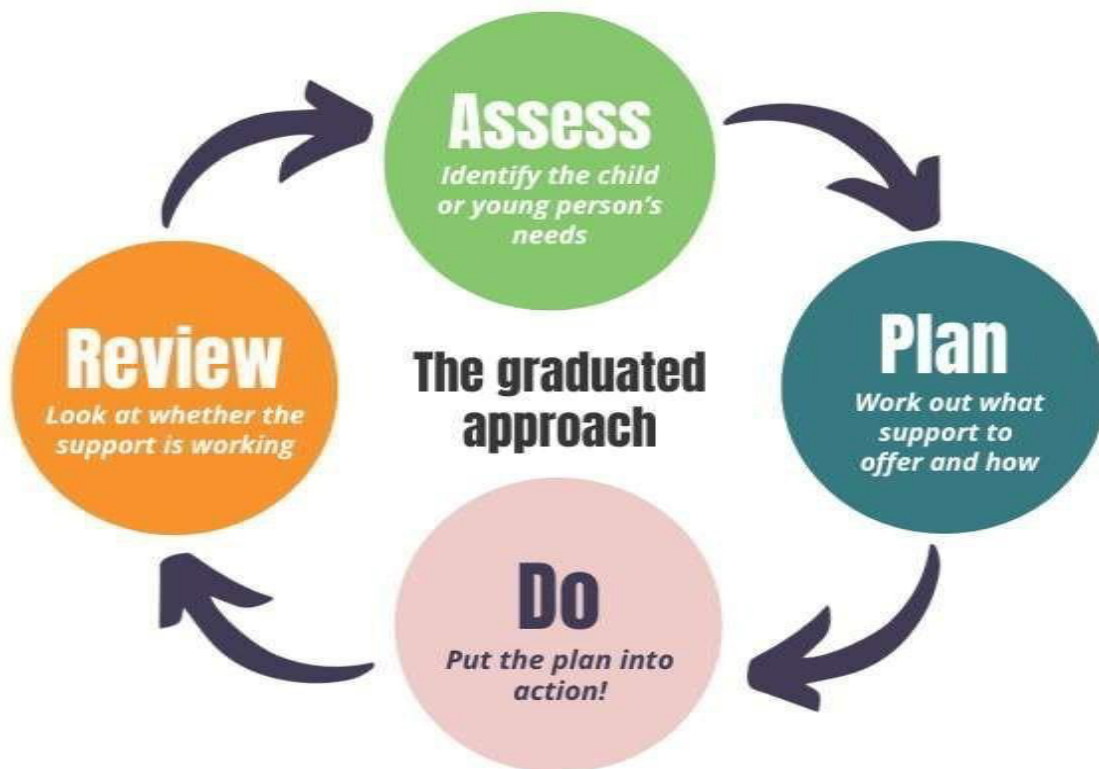 Assess
Identify the child
or young person's
needs
Plan
Work out what
support to
offer and how
Do
Put the plan into
action!
Review
Look at whether the
support is working
The graduated
approach